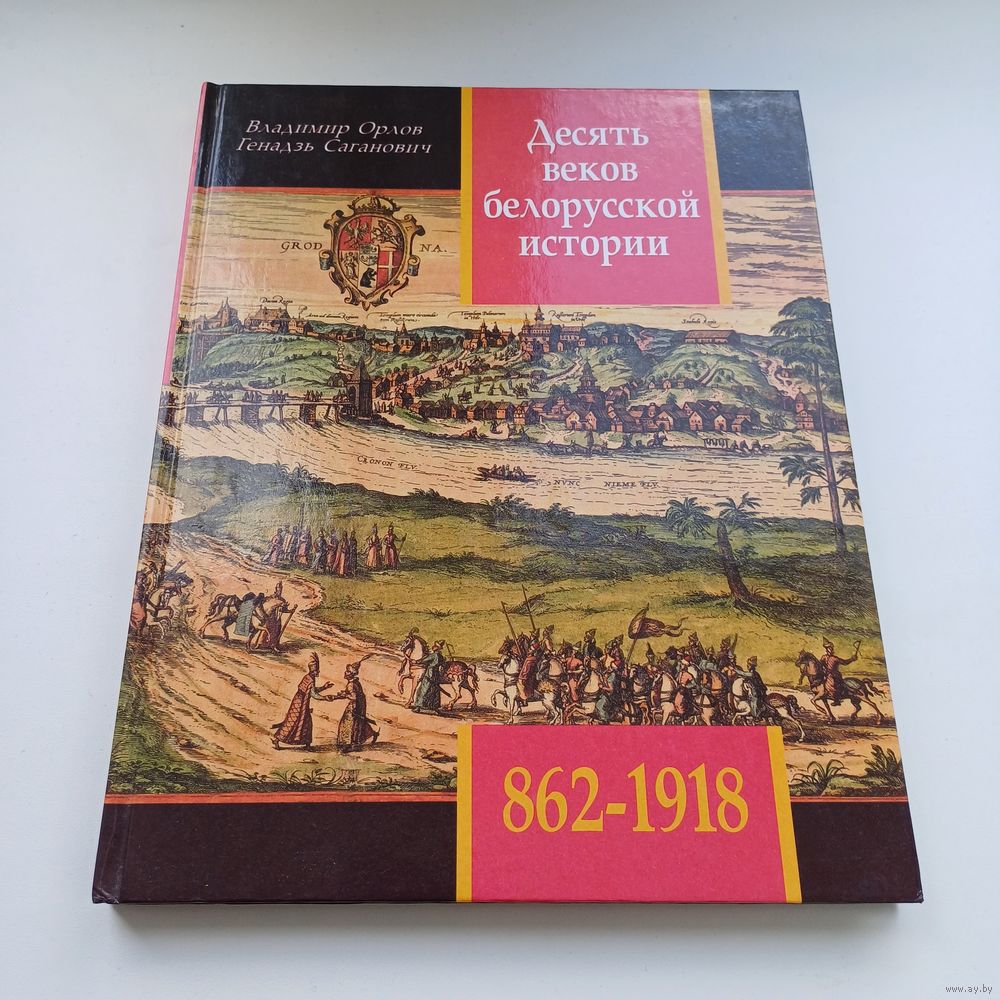 Владимир Орлов
Генадзь Саганович
Десять
веков
белорусской
истории
GROD NA.
CRONON FLV.
NVNC NIEME FLV.
862-1918
www.ay.by